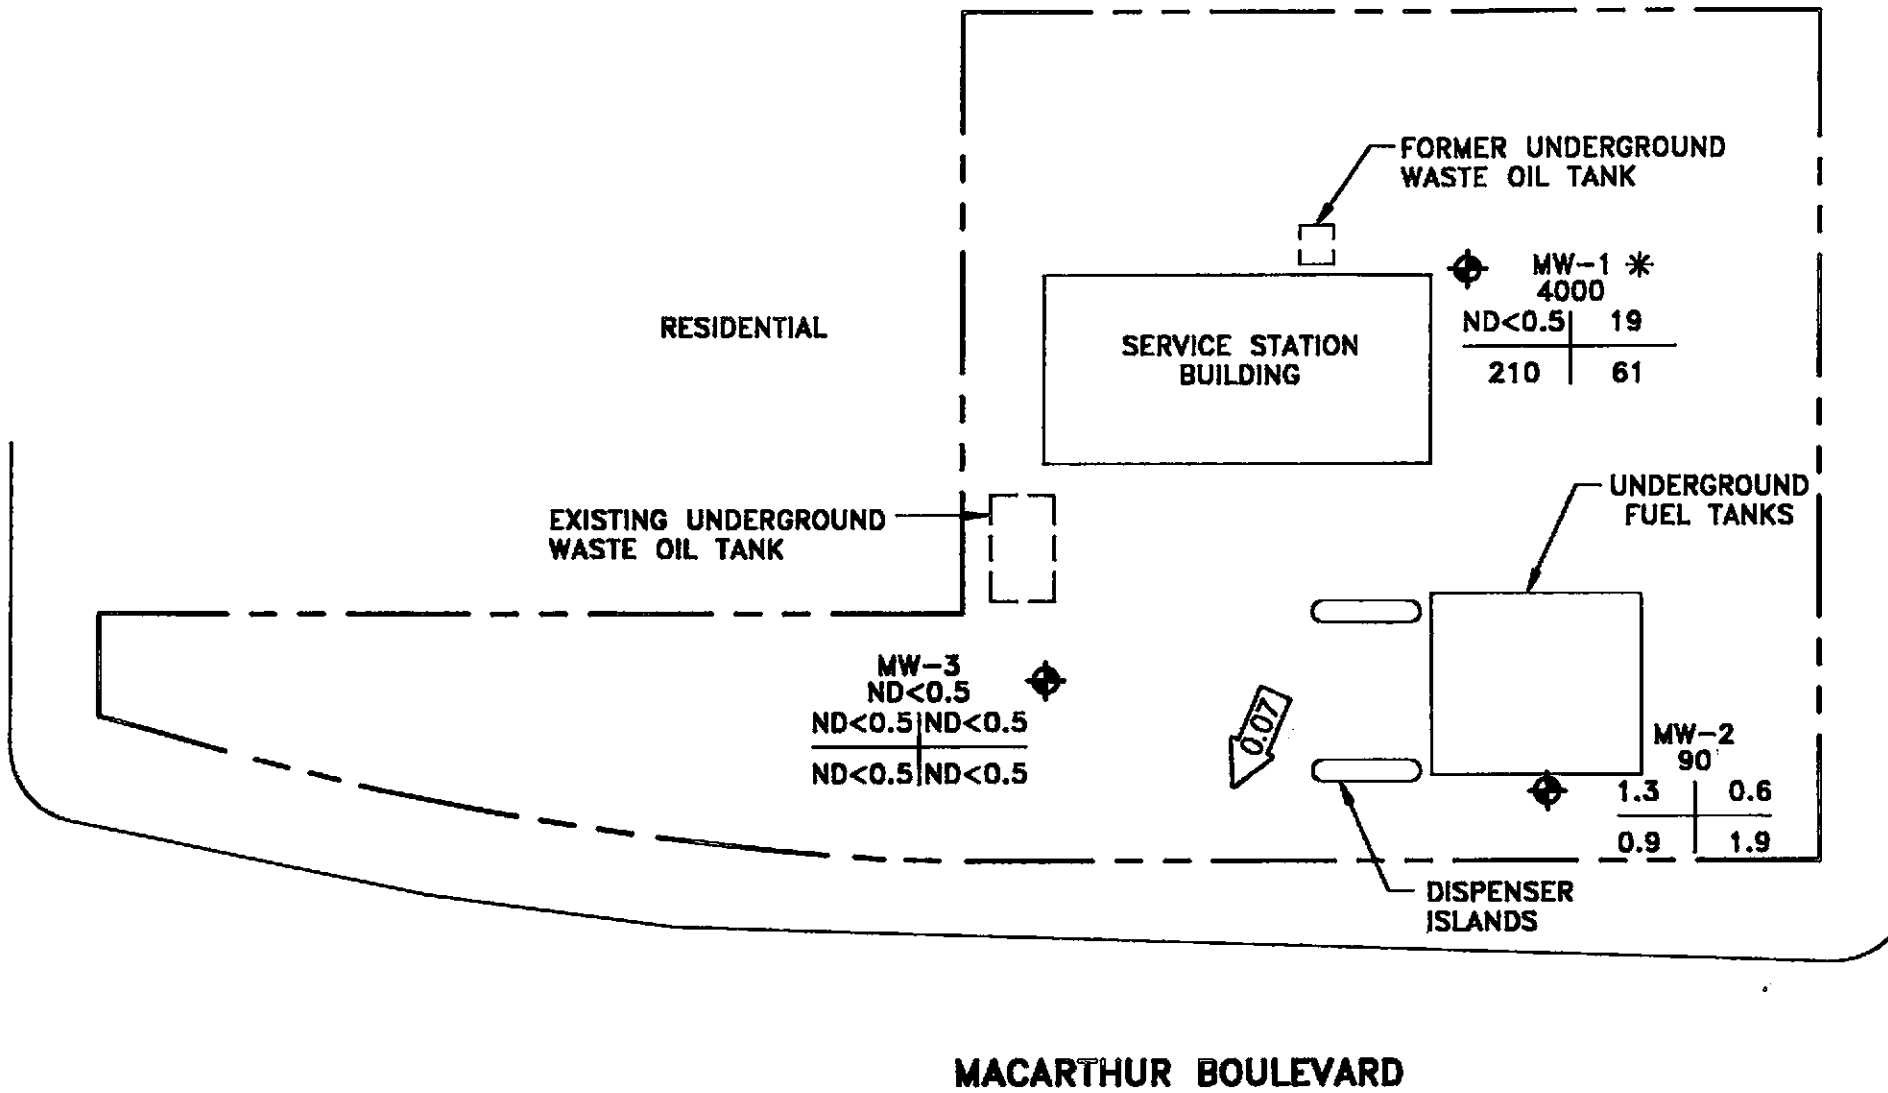 FORMER UNDERGROUND
WASTE OIL TANK
MW-1 *
4000
ND<0.5 19
210 61
RESIDENTIAL
SERVICE STATION
BUILDING
UNDERGROUND
FUEL TANKS
EXISTING UNDERGROUND
WASTE OIL TANK
MW-3
ND<0.5
ND<0.5 ND<0.5
ND<0.5 ND<0.5
0.07
MW-2
90
1.3 0.6
0.9 1.9
DISPENSER
ISLANDS
MACARTHUR BOULEVARD